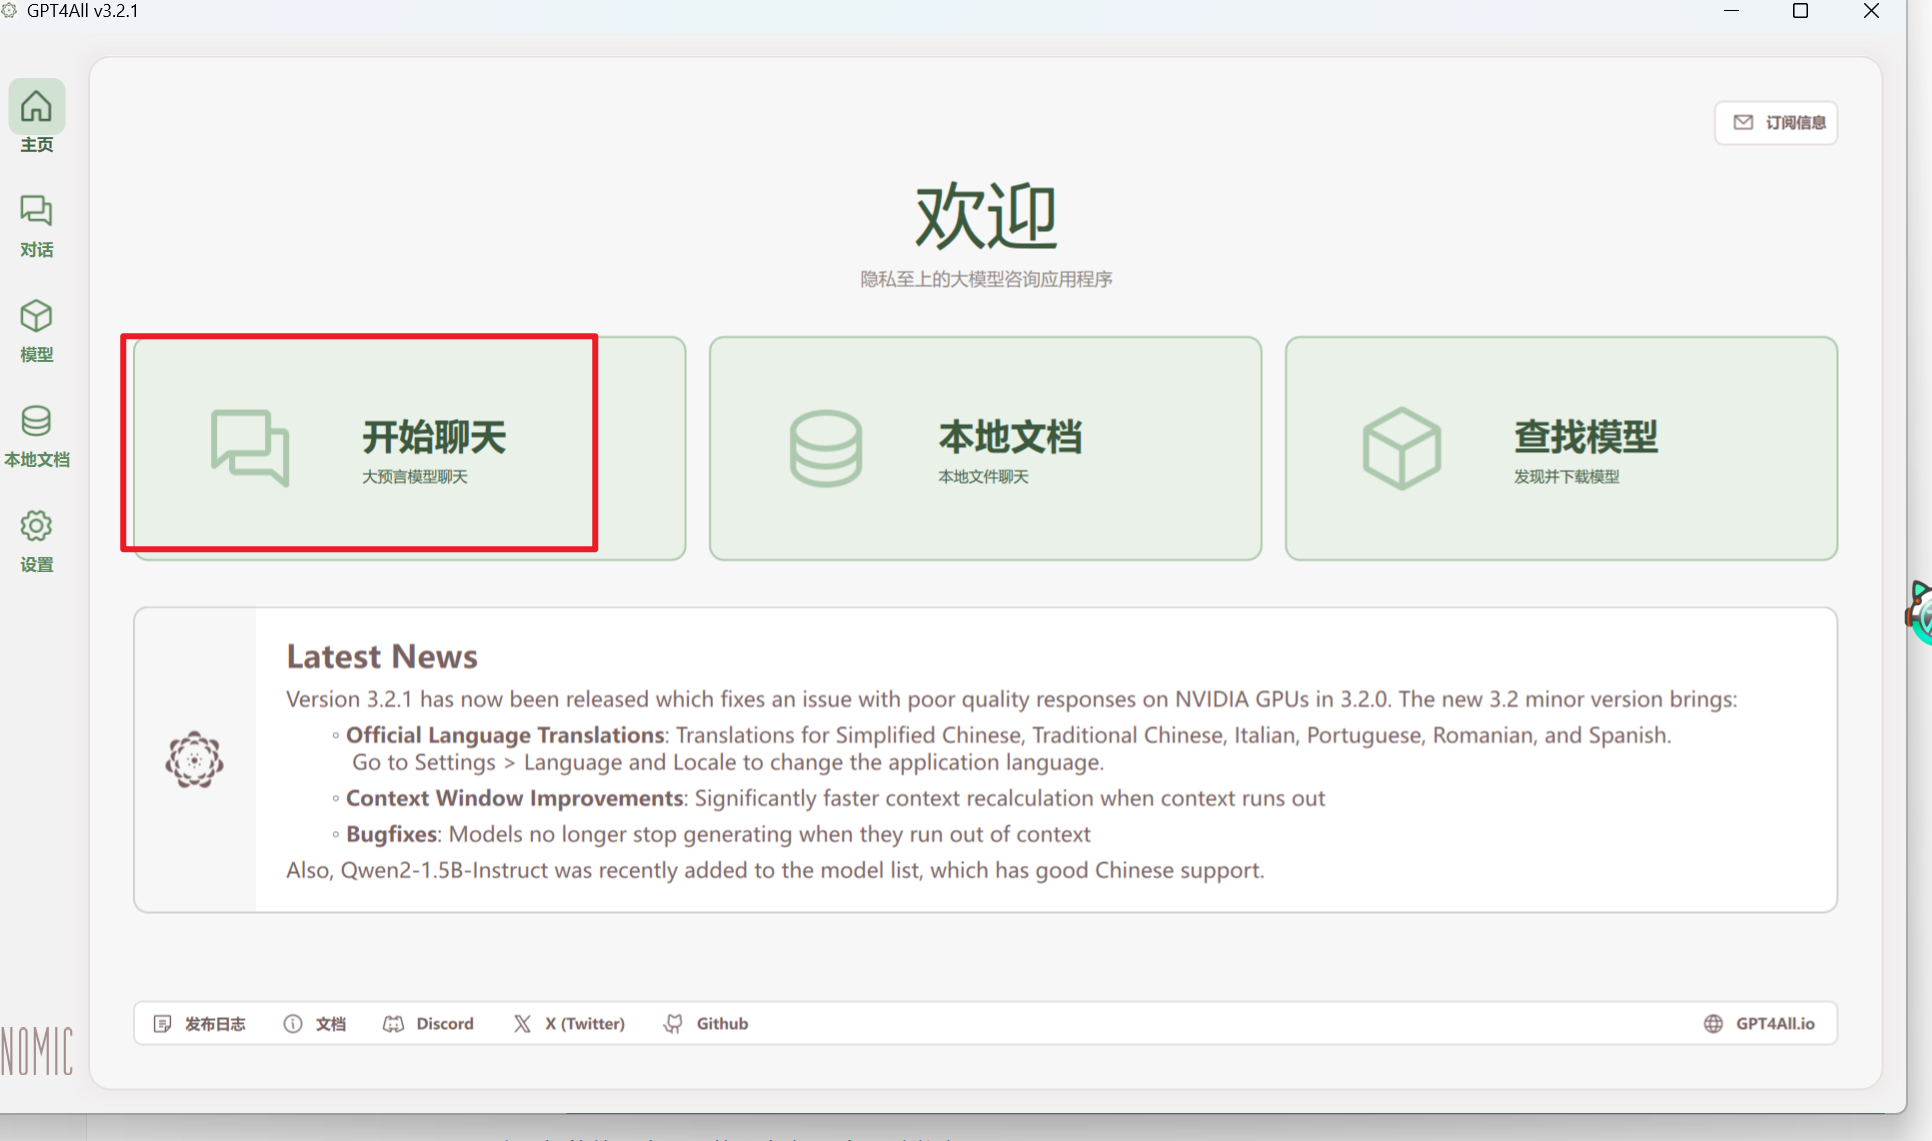 GPT4All v3.2.1
主页
对话
模型
本地文档
设置
订阅信息
欢迎
隐私至上的大模型咨询应用程序
开始聊天
大预言模型聊天
本地文档
本地文件聊天
查找模型
发现并下载模型
Latest News
Version 3.2.1 has now been released which fixes an issue with poor quality responses on NVIDIA GPUs in 3.2.0. The new 3.2 minor version brings:
◦ Official Language Translations: Translations for Simplified Chinese, Traditional Chinese, Italian, Portuguese, Romanian, and Spanish.
Go to Settings > Language and Locale to change the application language.
◦ Context Window Improvements: Significantly faster context recalculation when context runs out
◦ Bugfixes: Models no longer stop generating when they run out of context
Also, Qwen2-1.5B-Instruct was recently added to the model list, which has good Chinese support.
发布日志
文档
Discord
X (Twitter)
Github
GPT4All.io
NOMIC